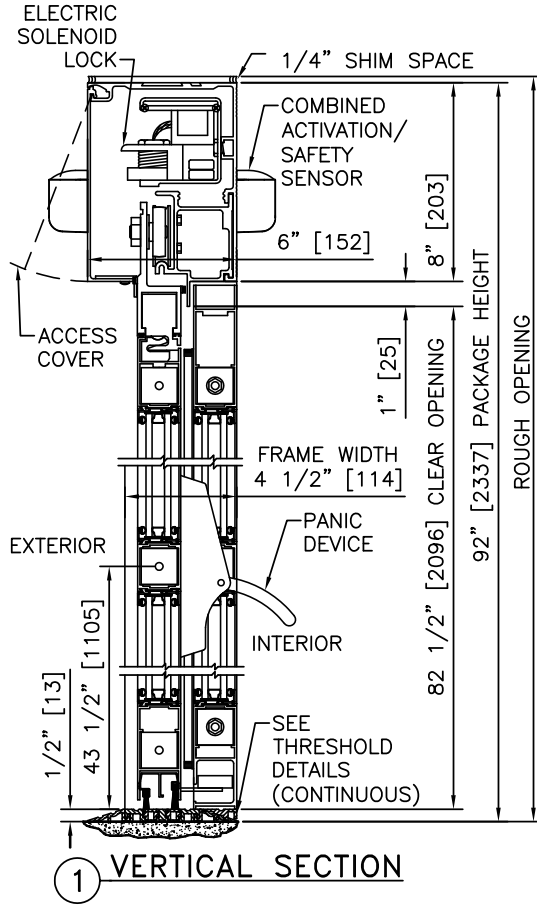 ELECTRIC
SOLENOID
LOCK
1/4" SHIM SPACE
COMBINED
ACTIVATION/
SAFETY
SENSOR
6" [152]
8" [203]
ACCESS
COVER
1" [25]
82 1/2" [2096] CLEAR OPENING
92" [2337] PACKAGE HEIGHT
ROUGH OPENING
FRAME WIDTH
4 1/2" [114]
EXTERIOR
PANIC
DEVICE
INTERIOR
1/2" [13]
43 1/2" [1105]
SEE
THRESHOLD
DETAILS
(CONTINUOUS)
1 VERTICAL SECTION